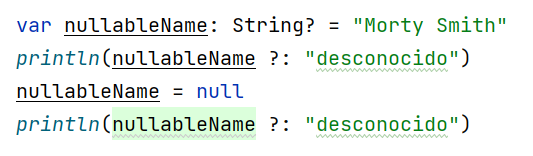 var nullableName: String? = "Morty Smith"
println(nullableName ?: "desconocido")
nullableName = null
println(nullableName ?: "desconocido")